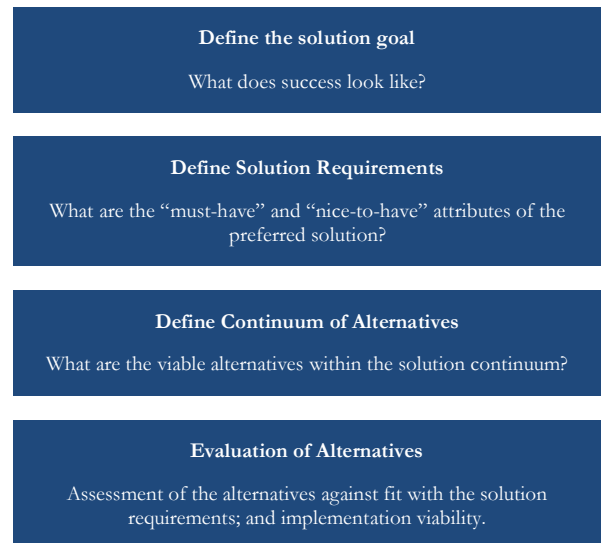 Define the solution goal
What does success look like?
Define Solution Requirements
What are the “must-have” and “nice-to-have” attributes of the
preferred solution?
Define Continuum of Alternatives
What are the viable alternatives within the solution continuum?
Evaluation of Alternatives
Assessment of the alternatives against fit with the solution
requirements; and implementation viability.